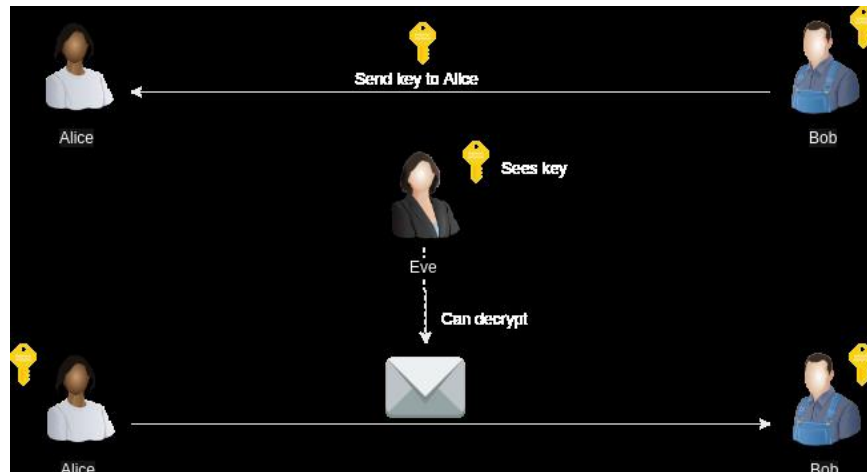 Send key to Alice
Alice
Bob
Sees key
Eve
Can decrypt
Alice
Bob